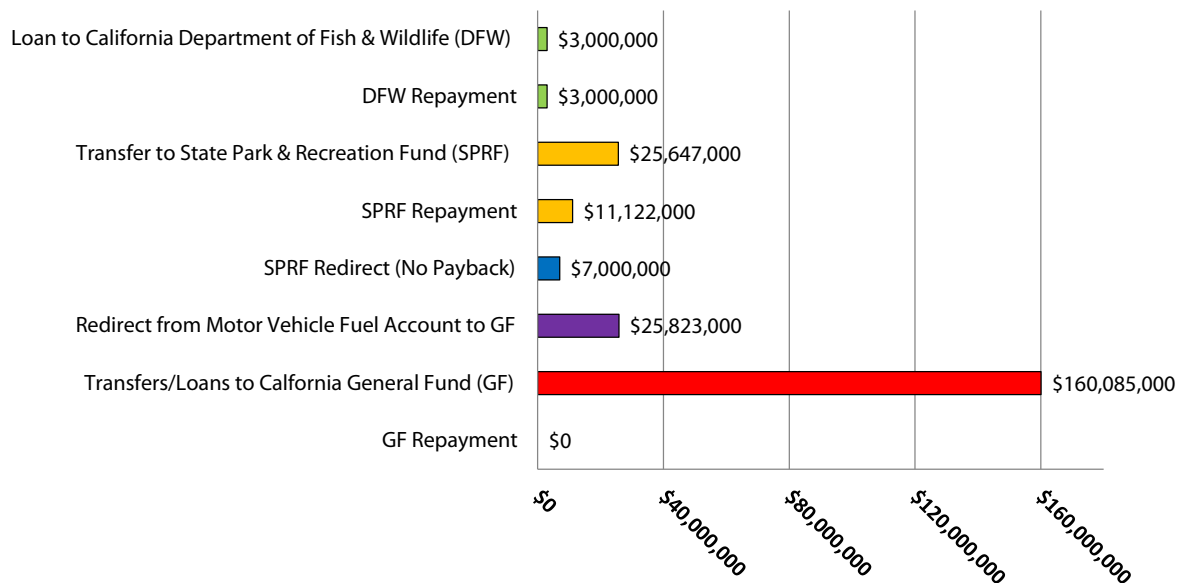 Loan to California Department of Fish & Wildlife (DFW) $3,000,000
DFW Repayment $3,000,000
Transfer to State Park & Recreation Fund (SPRF) $25,647,000
SPRF Repayment $11,122,000
SPRF Redirect (No Payback) $7,000,000
Redirect from Motor Vehicle Fuel Account to GF $25,823,000
Transfers/Loans to Calfornia General Fund (GF) $160,085,000
GF Repayment $0
$0 $40,000,000 $80,000,000 $120,000,000 $160,000,000